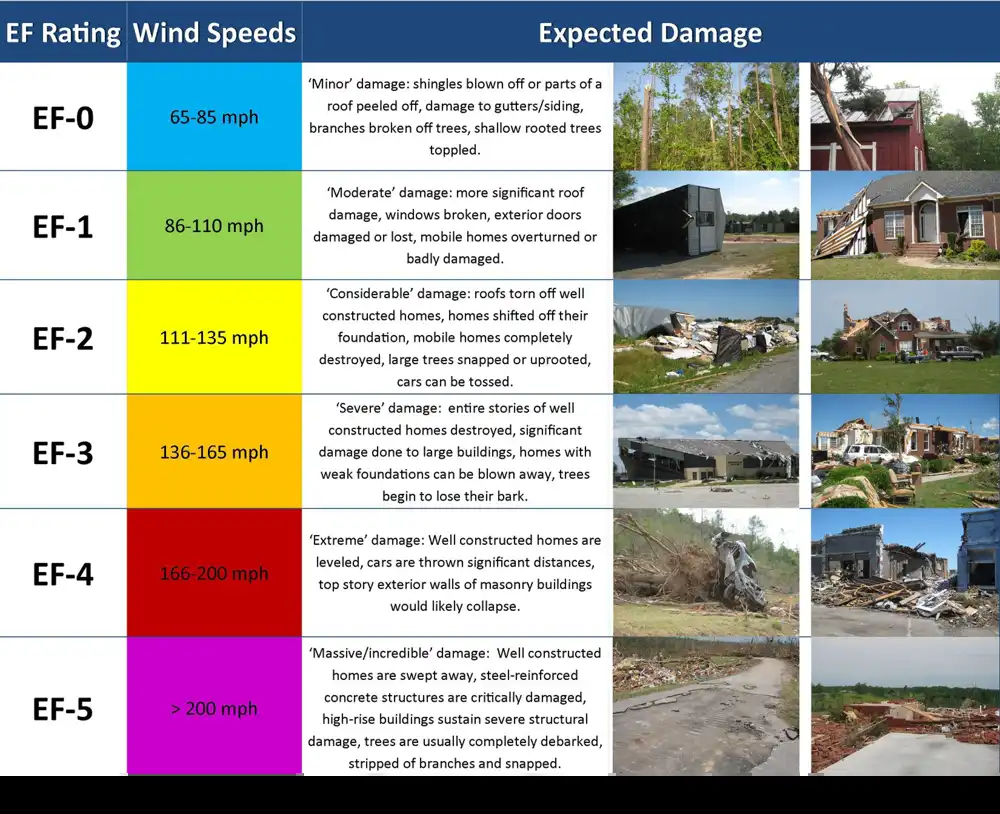 EF Rating Wind Speeds Expected Damage
EF-0
65-85 mph
‘Minor’ damage: shingles blown off or parts of a
roof peeled off, damage to gutters/siding,
branches broken off trees, shallow rooted trees
toppled.
EF-1
86-110 mph
‘Moderate’ damage: more significant roof
damage, windows broken, exterior doors
damaged or lost, mobile homes overturned or
badly damaged.
EF-2
111-135 mph
‘Considerable’ damage: roofs torn off well
constructed homes, homes shifted off their
foundation, mobile homes completely
destroyed, large trees snapped or uprooted,
cars can be tossed.
EF-3
136-165 mph
‘Severe’ damage:  entire stories of well
constructed homes destroyed, significant
damage done to large buildings, homes with
weak foundations can be blown away, trees
begin to lose their bark.
EF-4
166-200 mph
‘Extreme’ damage: Well constructed homes are
leveled, cars are thrown significant distances,
top story exterior walls of masonry buildings
would likely collapse.
EF-5
> 200 mph
‘Massive/incredible’ damage:  Well constructed
homes are swept away, steel-reinforced
concrete structures are critically damaged,
high-rise buildings sustain severe structural
damage, trees are usually completely debarked,
stripped of branches and snapped.